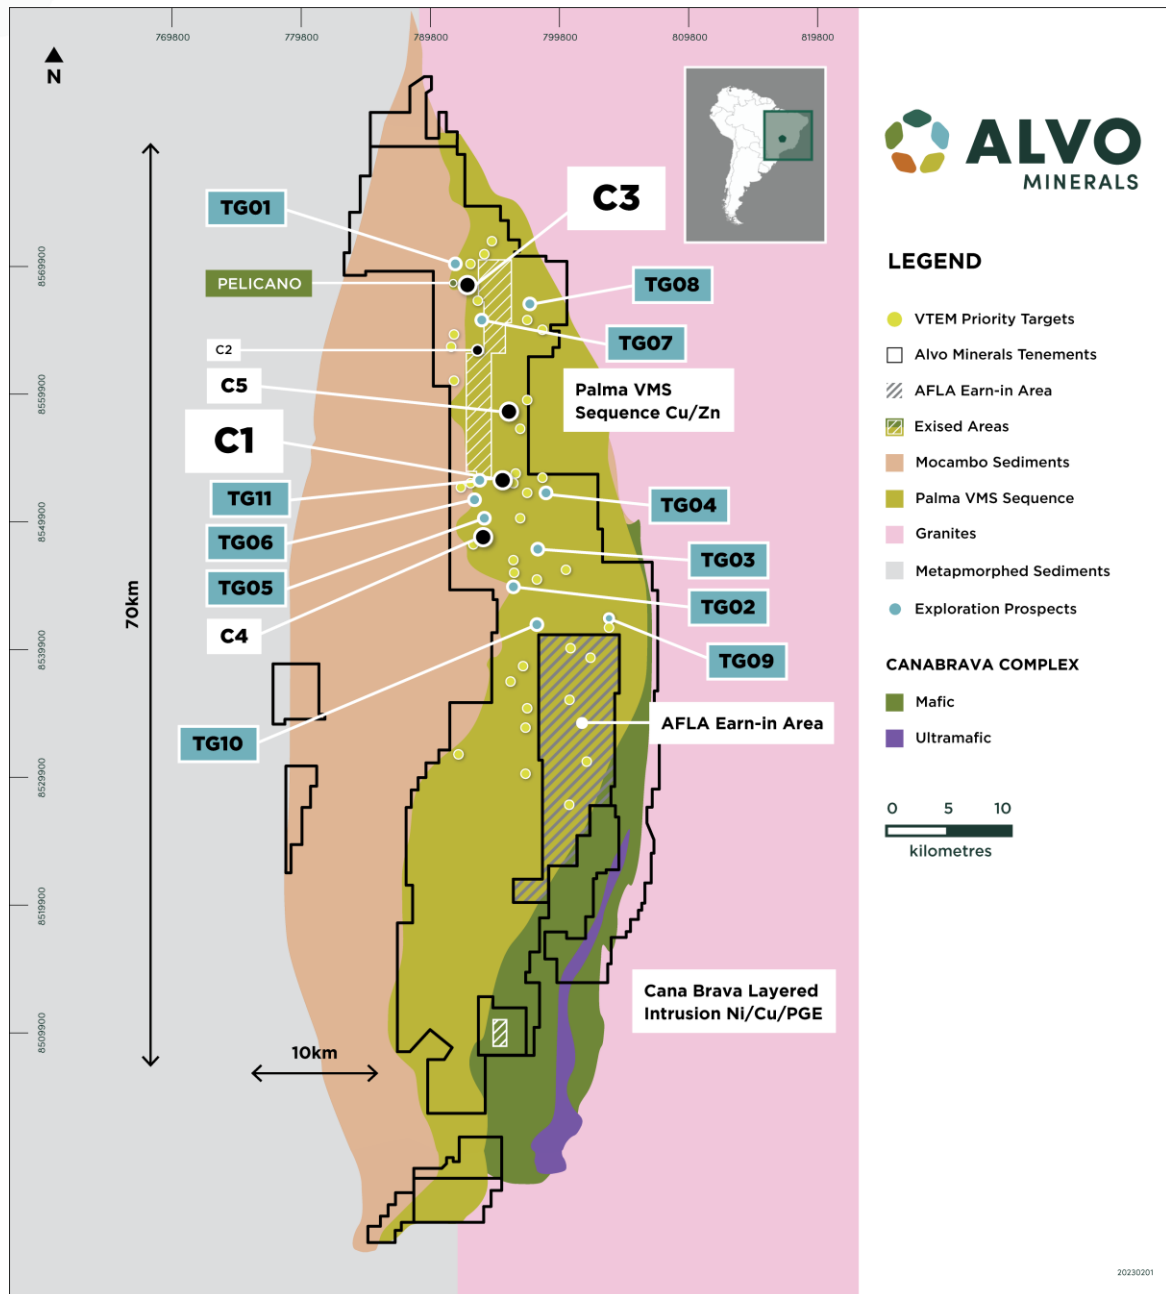 769800
779800
789800
799800
809800
819800
N
ALVO
MINERALS
C3
TG01
8569900
PELICANO
TG08
TG07
C2
C5
8559900
Palma VMS
Sequence Cu/Zn
C1
TG11
TG04
8549900
TG06
TG03
TG05
TG02
70km
C4
8539900
TG09
TG10
AFLA Earn-in Area
8529900
8519900
Cana Brava Layered
Intrusion Ni/Cu/PGE
8509900
10km
LEGEND
VTEM Priority Targets
Alvo Minerals Tenements
AFLA Earn-in Area
Exised Areas
Mocambo Sediments
Palma VMS Sequence
Granites
Metapmorphed Sediments
Exploration Prospects
CANABRAVA COMPLEX
Mafic
Ultramafic
0 5 10
kilometres
20230201